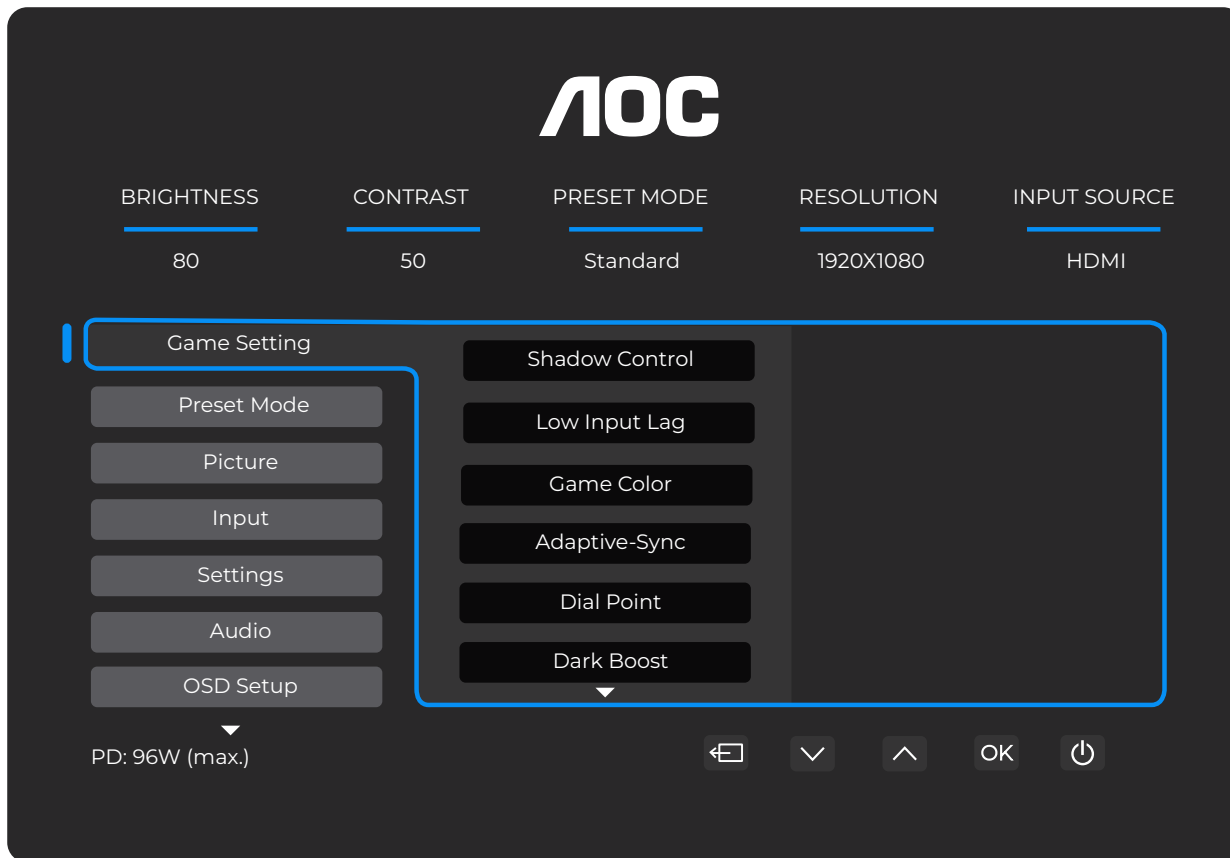 AOC
BRIGHTNESS CONTRAST PRESET MODE RESOLUTION INPUT SOURCE
80 50 Standard 1920X1080 HDMI
Game Setting
Preset Mode
Picture
Input
Settings
Audio
OSD Setup
Shadow Control
Low Input Lag
Game Color
Adaptive-Sync
Dial Point
Dark Boost
PD: 96W (max.)
OK